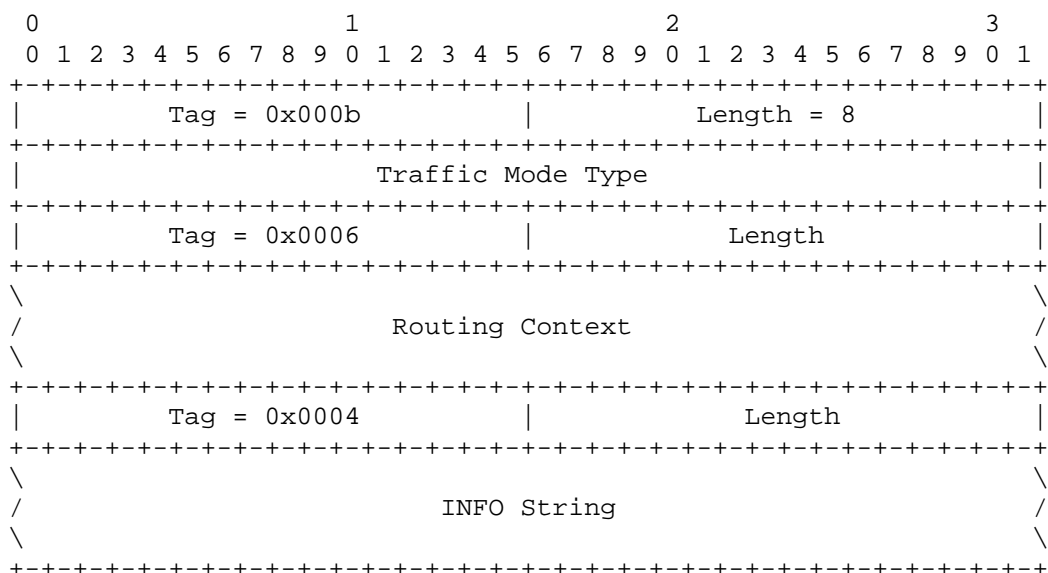 0                   1                   2                   3
 0 1 2 3 4 5 6 7 8 9 0 1 2 3 4 5 6 7 8 9 0 1 2 3 4 5 6 7 8 9 0 1
+-+-+-+-+-+-+-+-+-+-+-+-+-+-+-+-+-+-+-+-+-+-+-+-+-+-+-+-+-+-+-+-+
|         Tag = 0x000b          |          Length = 8           |
+-+-+-+-+-+-+-+-+-+-+-+-+-+-+-+-+-+-+-+-+-+-+-+-+-+-+-+-+-+-+-+-+
|                      Traffic Mode Type                        |
+-+-+-+-+-+-+-+-+-+-+-+-+-+-+-+-+-+-+-+-+-+-+-+-+-+-+-+-+-+-+-+-+
|         Tag = 0x0006          |            Length             |
+-+-+-+-+-+-+-+-+-+-+-+-+-+-+-+-+-+-+-+-+-+-+-+-+-+-+-+-+-+-+-+-+
\                                                               \
/                       Routing Context                         /
\                                                               \
+-+-+-+-+-+-+-+-+-+-+-+-+-+-+-+-+-+-+-+-+-+-+-+-+-+-+-+-+-+-+-+-+
|         Tag = 0x0004          |             Length            |
+-+-+-+-+-+-+-+-+-+-+-+-+-+-+-+-+-+-+-+-+-+-+-+-+-+-+-+-+-+-+-+-+
\                                                               \
/                          INFO String                          /
\                                                               \
+-+-+-+-+-+-+-+-+-+-+-+-+-+-+-+-+-+-+-+-+-+-+-+-+-+-+-+-+-+-+-+-+